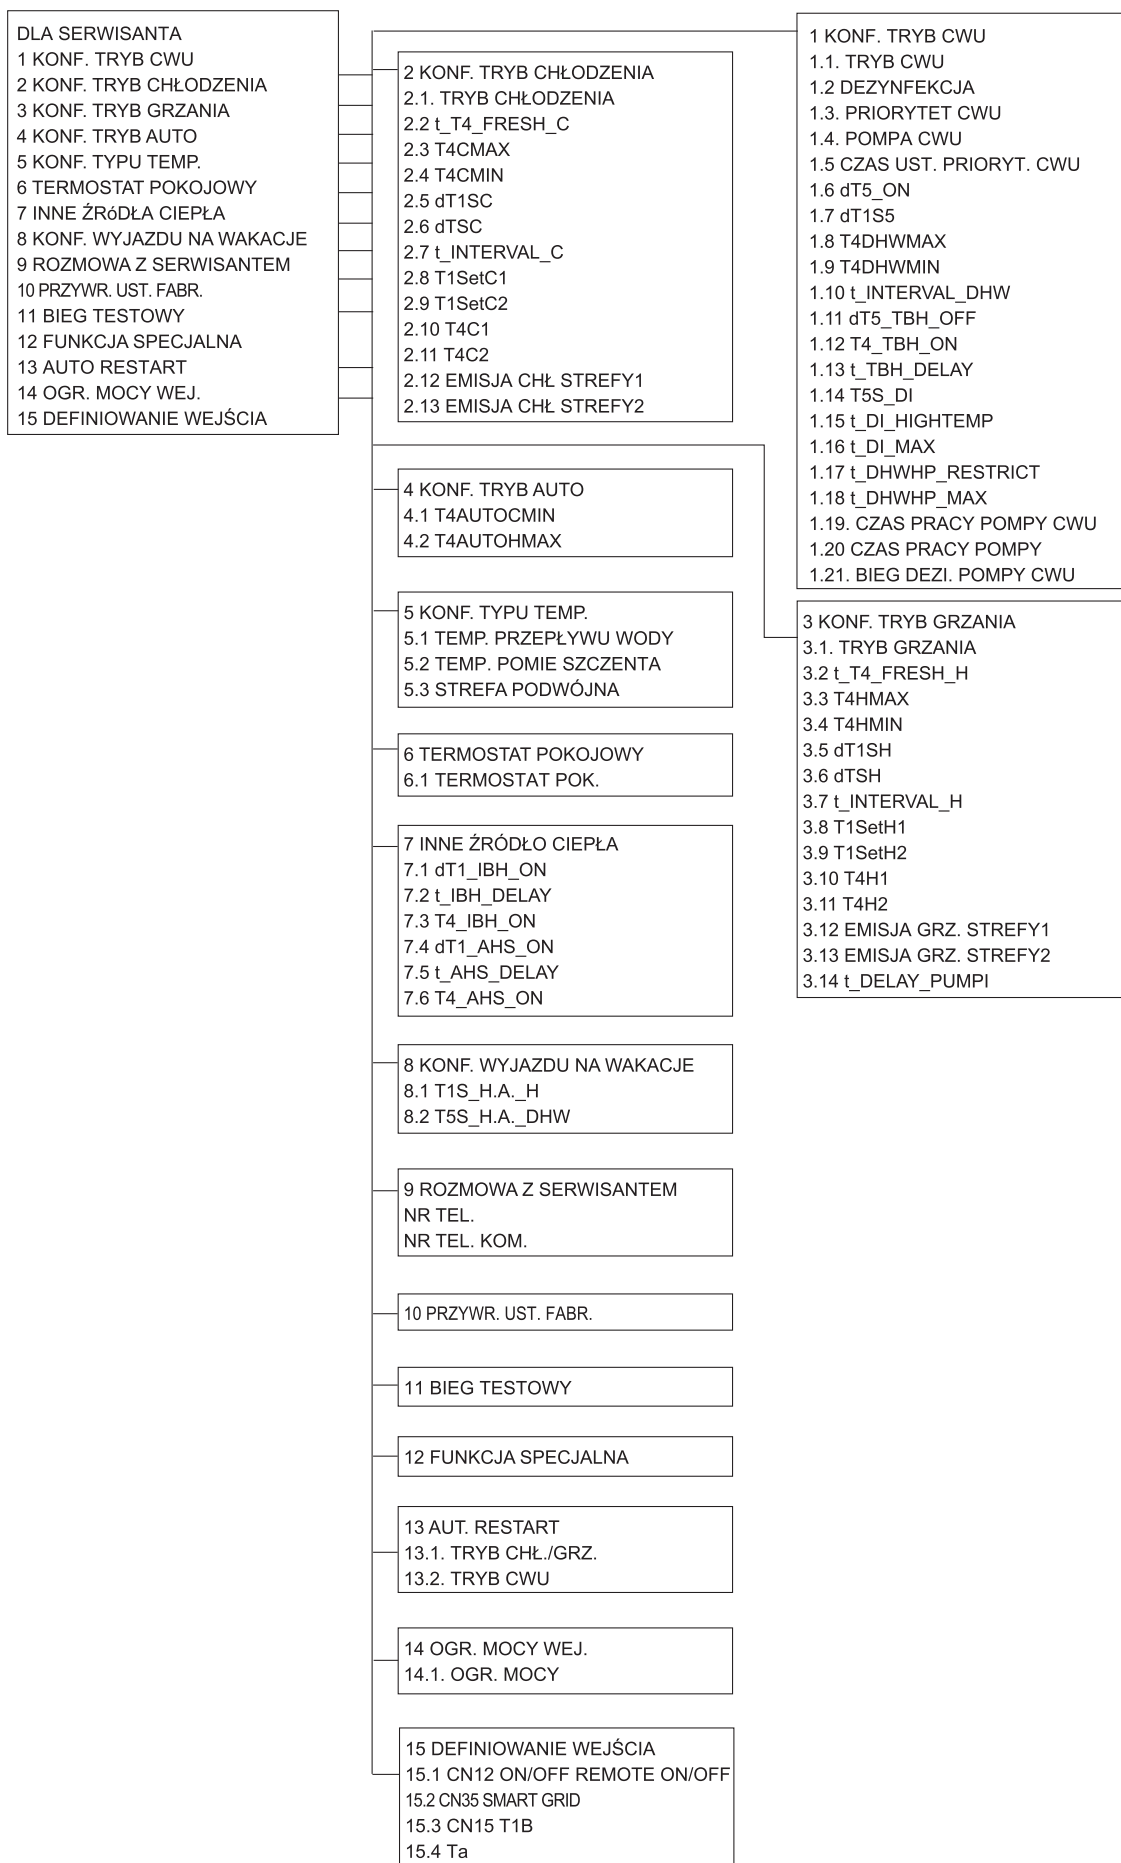 DLA SERWISANTA
1 KONF. TRYB CWU
2 KONF. TRYB CHŁODZENIA
3 KONF. TRYB GRZANIA
4 KONF. TRYB AUTO
5 KONF. TYPU TEMP.
6 TERMOSTAT POKOJOWY
7 INNE ŹRóDŁA CIEPŁA
8 KONF. WYJAZDU NA WAKACJE
9 ROZMOWA Z SERWISANTEM
10 PRZYWR. UST. FABR.
11 BIEG TESTOWY
12 FUNKCJA SPECJALNA
13 AUTO RESTART
14 OGR. MOCY WEJ.
15 DEFINIOWANIE WEJŚCIA
1 KONF. TRYB CWU
1.1. TRYB CWU
1.2 DEZYNFEKCJA
1.3. PRIORYTET CWU
1.4. POMPA CWU
1.5 CZAS UST. PRIORYT. CWU
1.6 dT5_ON
1.7 dT1S5
1.8 T4DHWMAX
1.9 T4DHWMIN
1.10 t_INTERVAL_DHW
1.11 dT5_TBH_OFF
1.12 T4_TBH_ON
1.13 t_TBH_DELAY
1.14 T5S_DI
1.15 t_DI_HIGHTEMP
1.16 t_DI_MAX
1.17 t_DHWHP_RESTRICT
1.18 t_DHWHP_MAX
1.19. CZAS PRACY POMPY CWU
1.20 CZAS PRACY POMPY
1.21. BIEG DEZI. POMPY CWU
2 KONF. TRYB CHŁODZENIA
2.1. TRYB CHŁODZENIA
2.2 t_T4_FRESH_C
2.3 T4CMAX
2.4 T4CMIN
2.5 dT1SC
2.6 dTSC
2.7 t_INTERVAL_C
2.8 T1SetC1
2.9 T1SetC2
2.10 T4C1
2.11 T4C2
2.12 EMISJA CHŁ STREFY1
2.13 EMISJA CHŁ STREFY2
3 KONF. TRYB GRZANIA
3.1. TRYB GRZANIA
3.2 t_T4_FRESH_H
3.3 T4HMAX
3.4 T4HMIN
3.5 dT1SH
3.6 dTSH
3.7 t_INTERVAL_H
3.8 T1SetH1
3.9 T1SetH2
3.10 T4H1
3.11 T4H2
3.12 EMISJA GRZ. STREFY1
3.13 EMISJA GRZ. STREFY2
3.14 t_DELAY_PUMPI
4 KONF. TRYB AUTO
4.1 T4AUTOCMIN
4.2 T4AUTOHMAX
5 KONF. TYPU TEMP.
5.1 TEMP. PRZEPŁYWU WODY
5.2 TEMP. POMIE SZCZENTA
5.3 STREFA PODWÓJNA
6 TERMOSTAT POKOJOWY
6.1 TERMOSTAT POK.
7 INNE ŹRÓDŁO CIEPŁA
7.1 dT1_IBH_ON
7.2 t_IBH_DELAY
7.3 T4_IBH_ON
7.4 dT1_AHS_ON
7.5 t_AHS_DELAY
7.6 T4_AHS_ON
8 KONF. WYJAZDU NA WAKACJE
8.1 T1S_H.A._H
8.2 T5S_H.A._DHW
9 ROZMOWA Z SERWISANTEM
NR TEL.
NR TEL. KOM.
10 PRZYWR. UST. FABR.
11 BIEG TESTOWY
12 FUNKCJA SPECJALNA
13 AUT. RESTART
13.1. TRYB CHŁ./GRZ.
13.2. TRYB CWU
14 OGR. MOCY WEJ.
14.1. OGR. MOCY
15 DEFINIOWANIE WEJŚCIA
15.1 CN12 ON/OFF REMOTE ON/OFF
15.2 CN35 SMART GRID
15.3 CN15 T1B
15.4 Ta